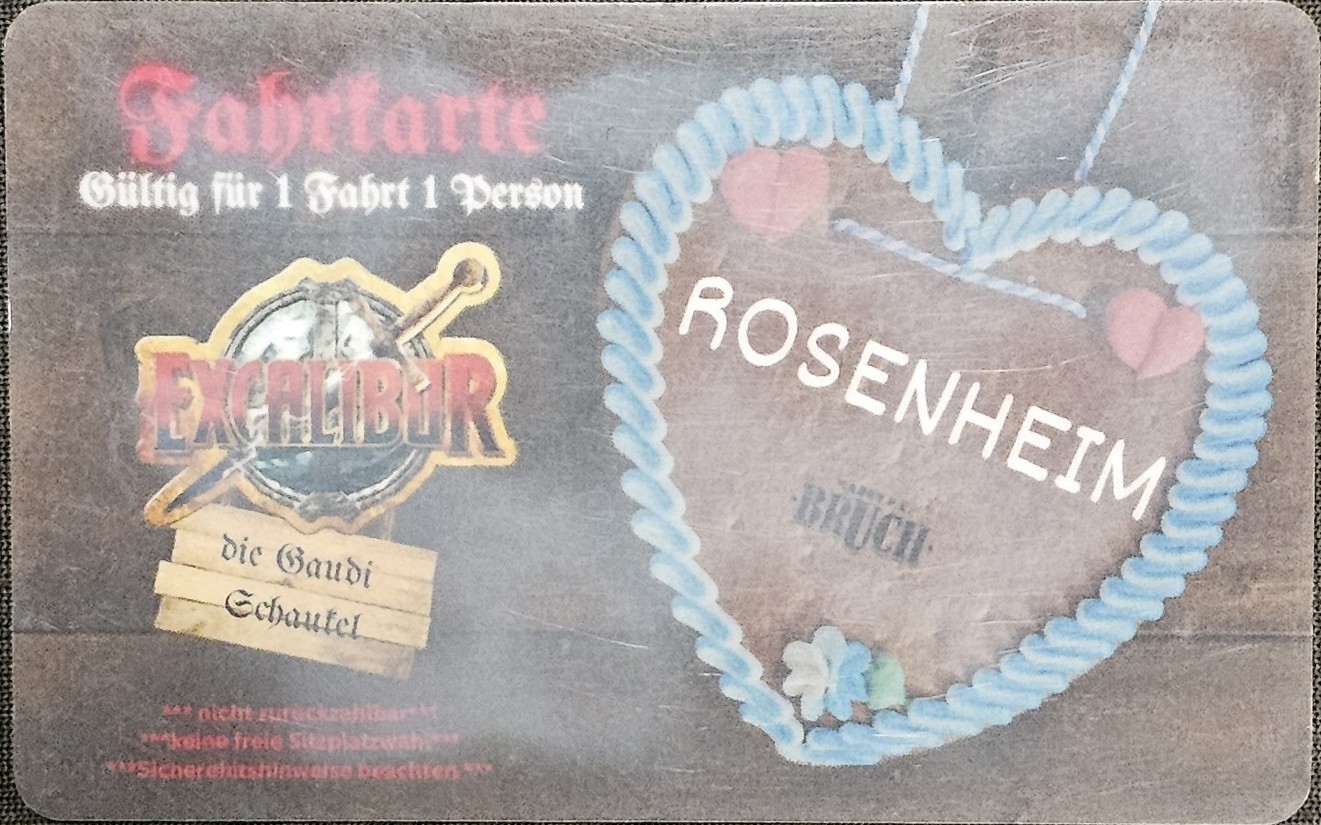 Fahrkarte
Gültig für 1 Fahrt 1 Person
EXCALIBUR
die Gaudi
Schaukel
*** nicht zurückzahlbar***
***keine freie Sitzplatzwahl***
***Sicherehitshinweise beachten ***
ROSENHEIM
BRUCH